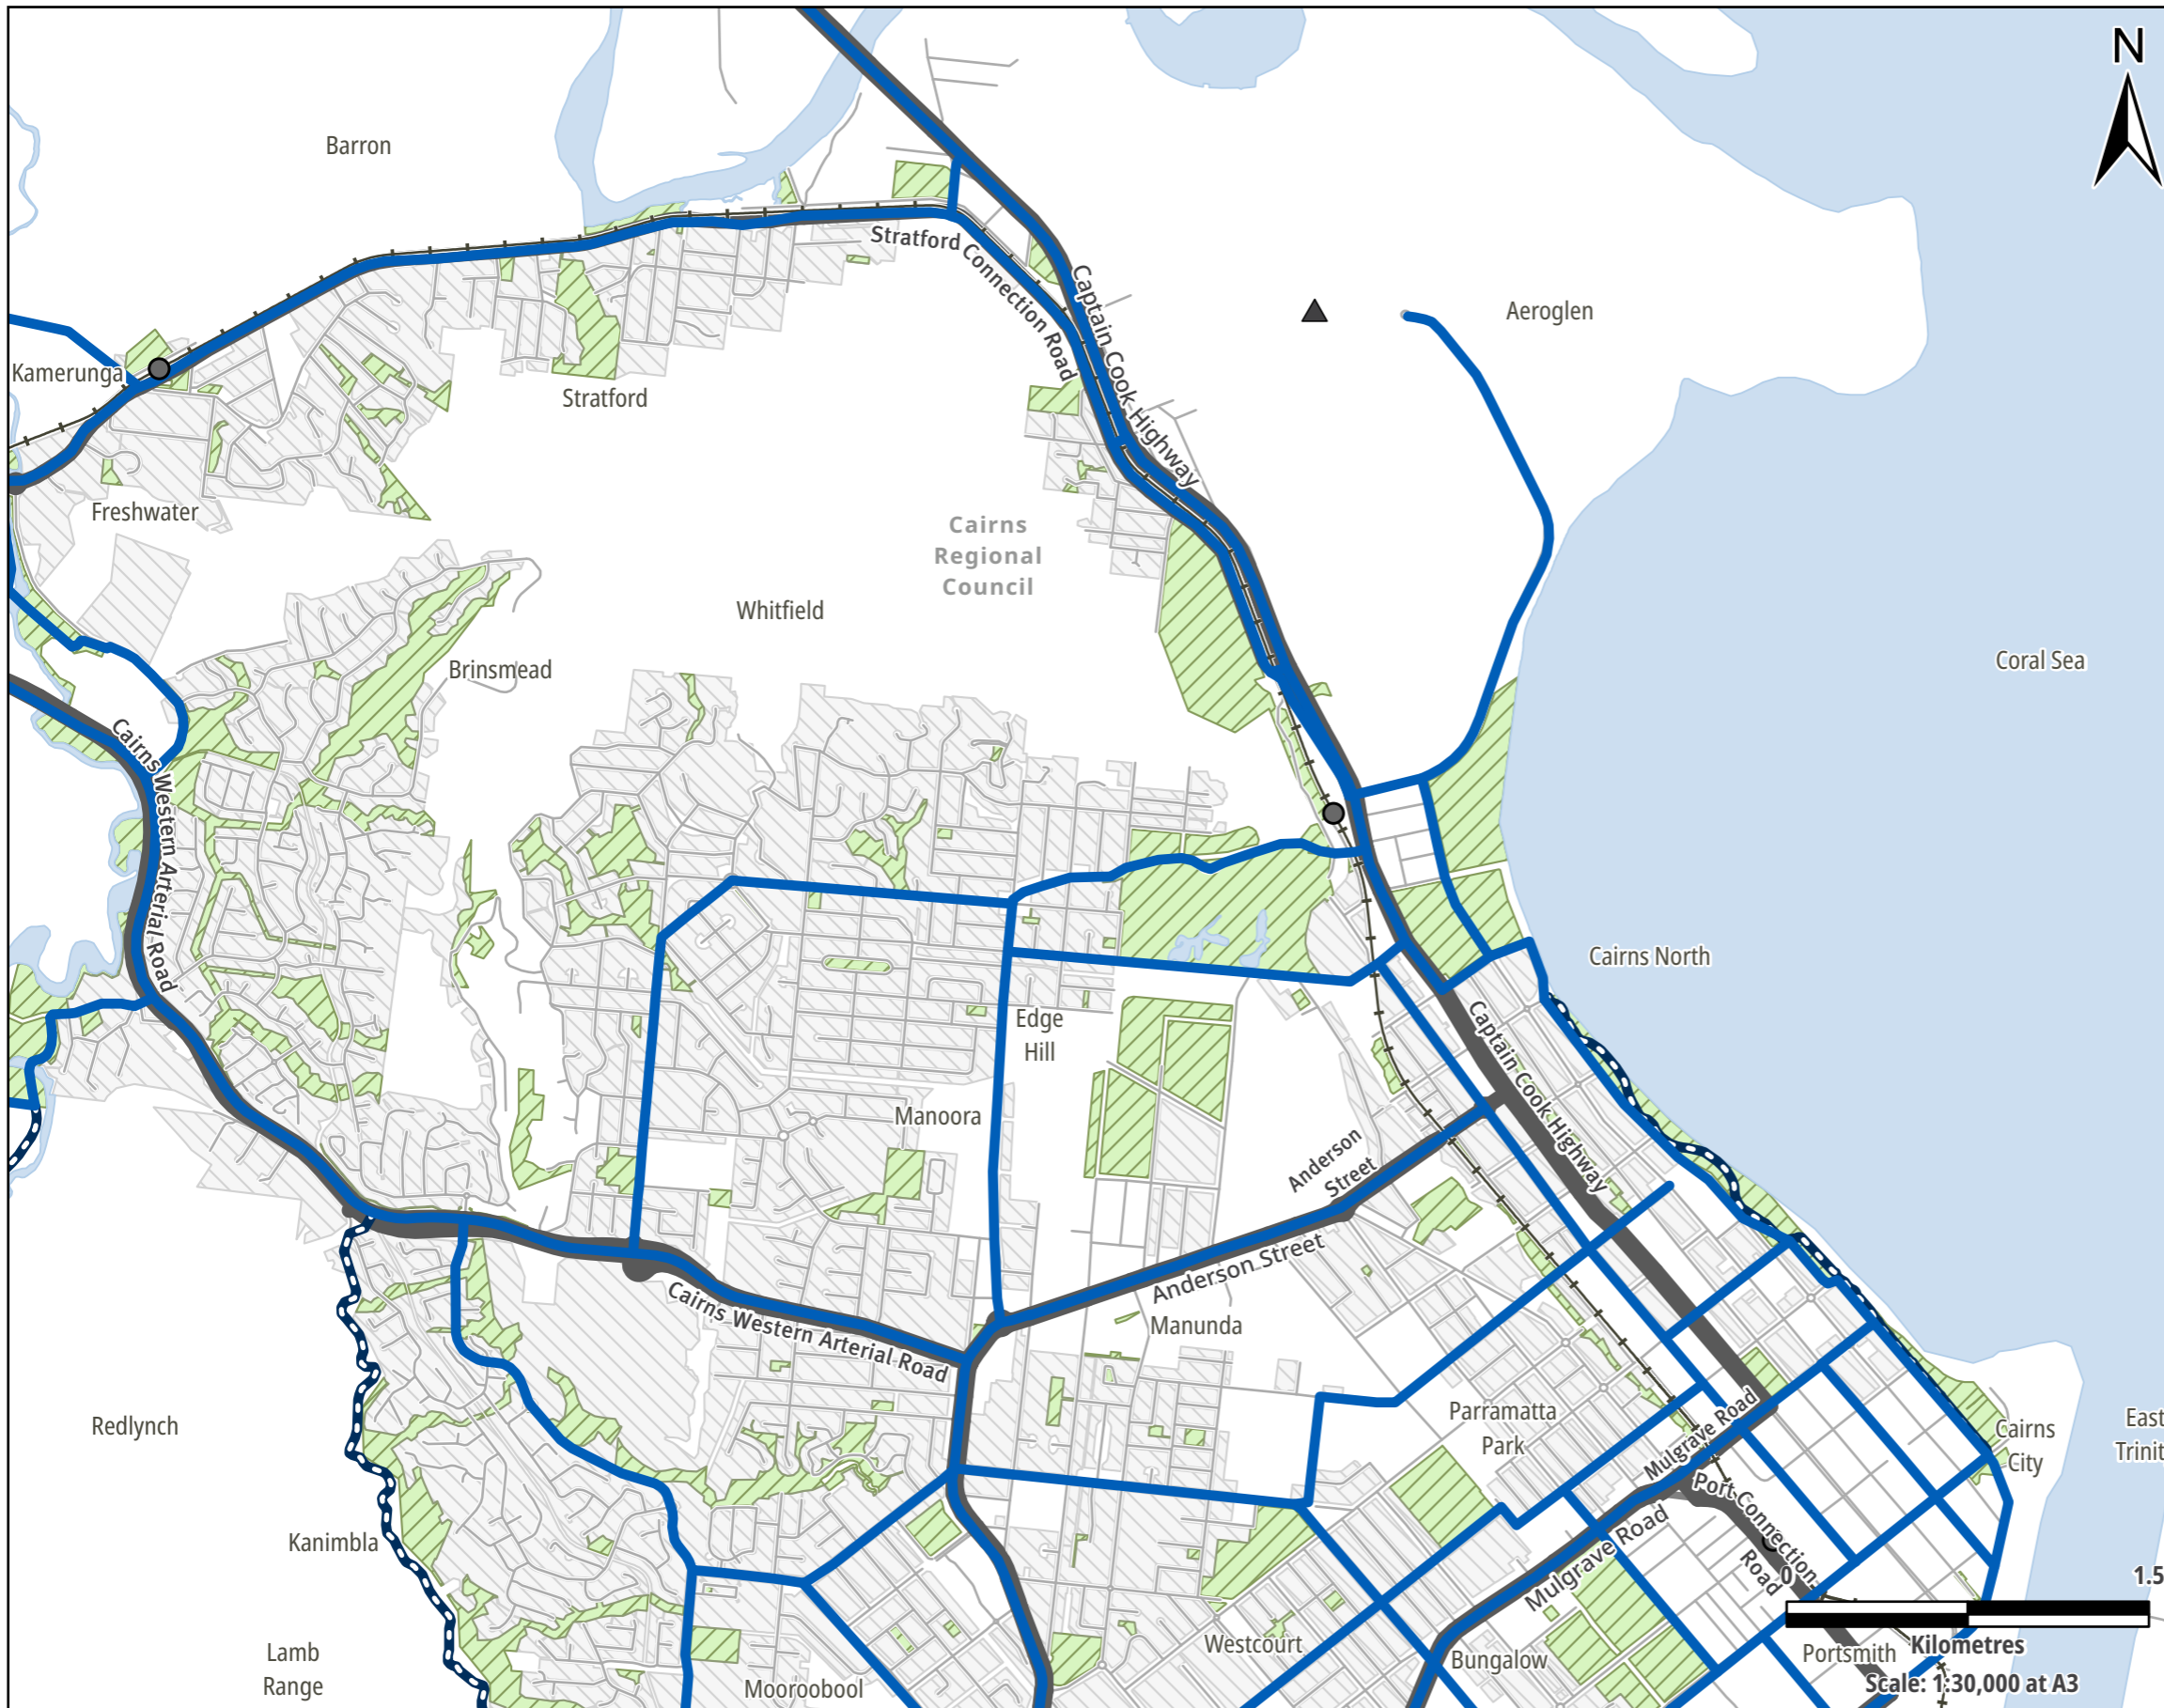 N
Barron
Stratford Connection Road
Captain Cook Highway
Aeroglen
Kamerunga
Stratford
Freshwater
Cairns
Regional
Council
Whitfield
Brinsmead
Coral Sea
Cairns Western Arterial Road
Cairns North
Edge
Hill
Captain Cook Highway
Manoora
Anderson
Street
Anderson Street
Cairns Western Arterial Road
Manunda
Redlynch
Parramatta
Park
Mulgrave Road
Cairns
City
East
Trinit
Port Connection
Road
Kanimbla
Mulgrave Road
0
1.5
Lamb
Range
Westcourt
Bungalow
Portsmith
Kilometres
Mooroobool
Scale: 1:30,000 at A3